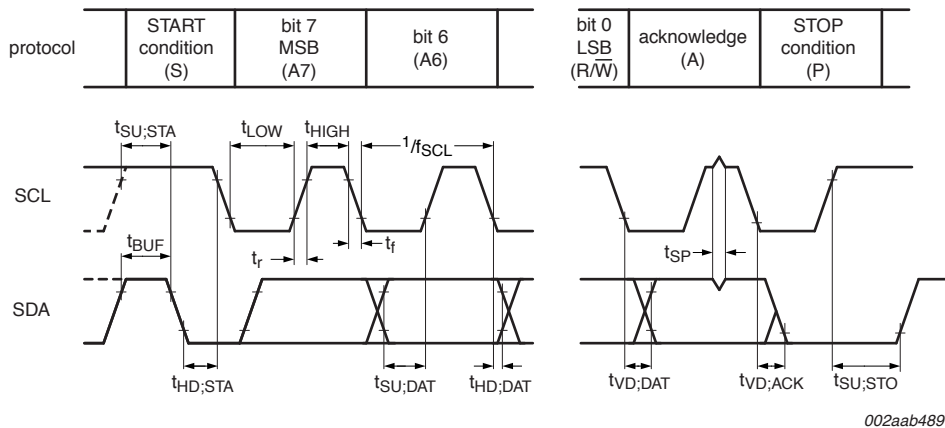 protocol
START
condition
(S)
bit 7
MSB
(A7)
bit 6
(A6)
bit 0
LSB
(R/W̅)
acknowledge
(A)
STOP
condition
(P)
tSU;STA
tLOW
tHIGH
1/fSCL
SCL
tBUF
tr
tf
tSP
SDA
tHD;STA
tSU;DAT
tHD;DAT
tVD;DAT
tVD;ACK
tSU;STO
002aab489